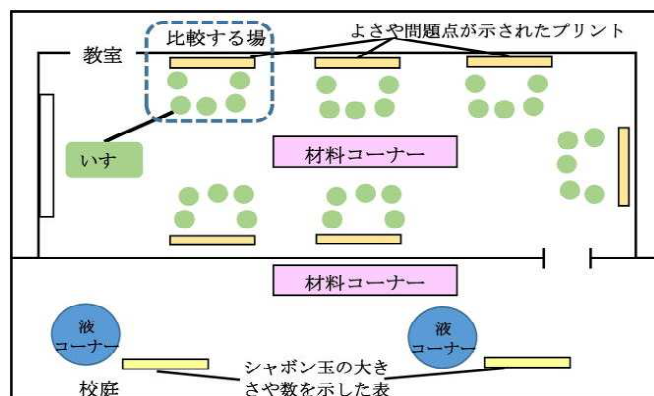 比較する場
よさや問題点が示されたプリント
教室
いす
材料コーナー
材料コーナー
液
コーナー
液
コーナー
シャボン玉の大き
さや数を示した表
校庭